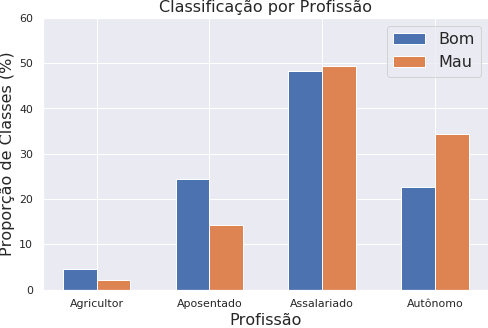 Classificação por Profissão
Bom
Mau
Proporção de Classes (%)
60
50
40
30
20
10
0
Agricultor
Aposentado
Assalariado
Autônomo
Profissão